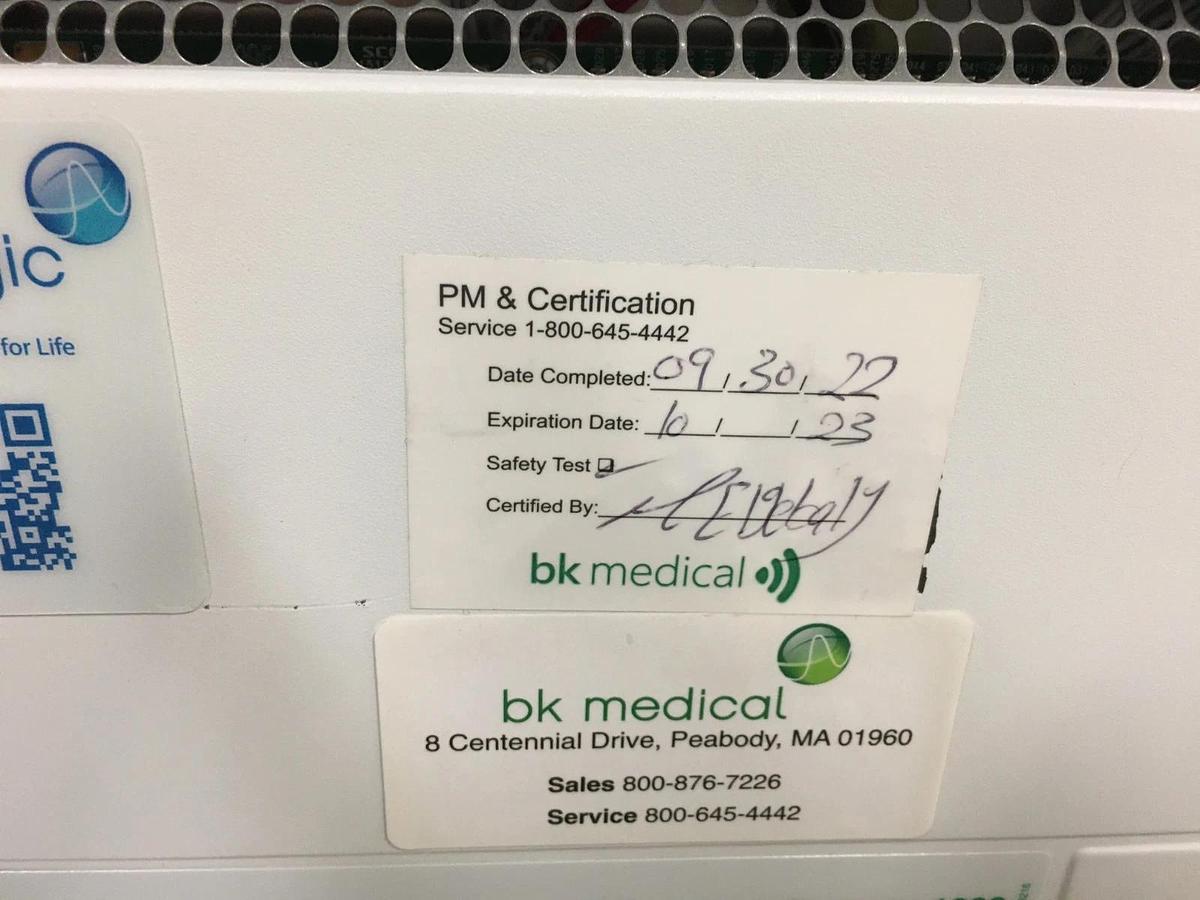 ic
for Life
PM & Certification
Service 1-800-645-4442
Date Completed: 09 / 30 / 22
Expiration Date: 10 / / 23
Safety Test
Certified By:
bk medical
bk medical
8 Centennial Drive, Peabody, MA 01960
Sales 800-876-7226
Service 800-645-4442